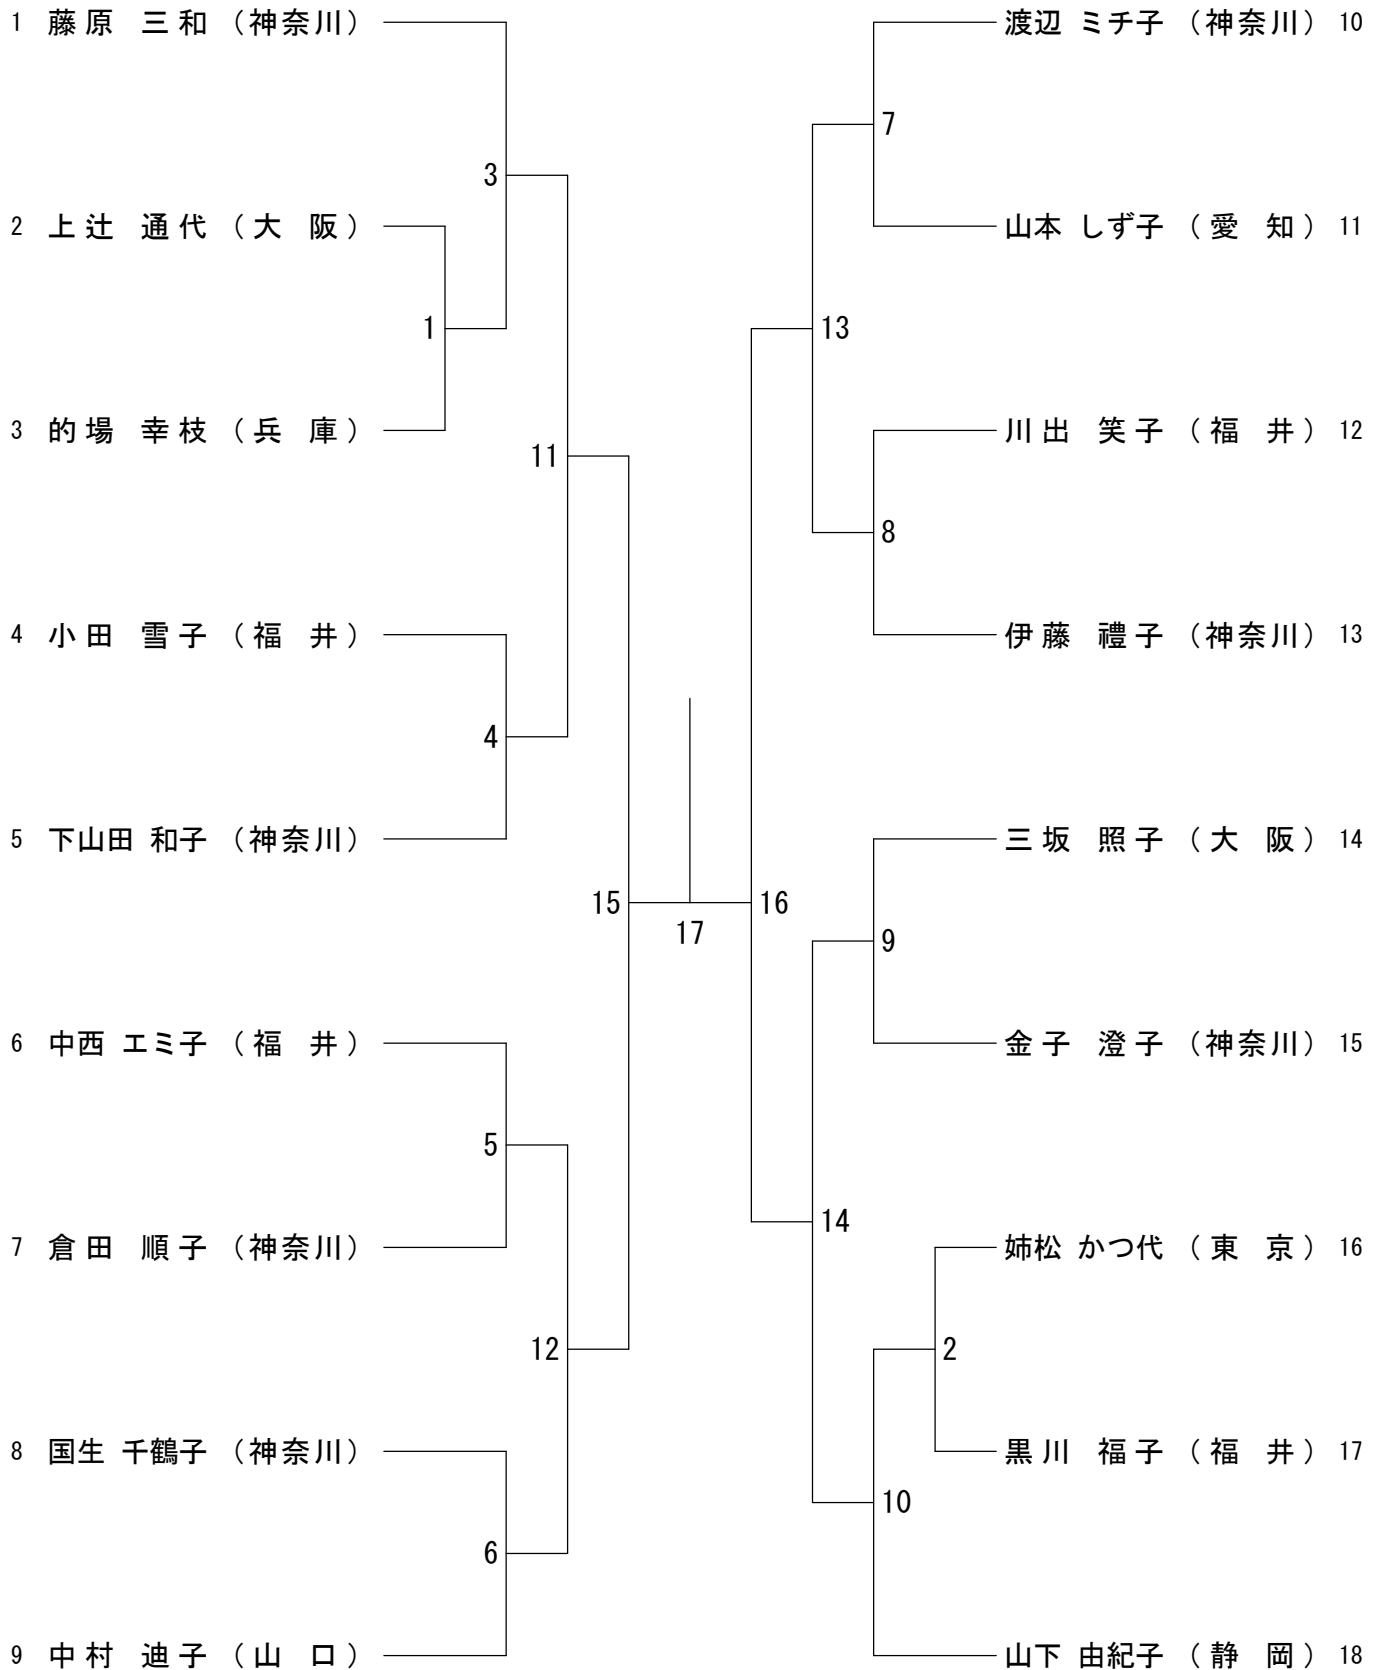 1 藤原 三和 （神奈川）
2 上辻 通代 （大 阪）
3 的場 幸枝 （兵 庫）
4 小田 雪子 （福 井）
5 下山田 和子 （神奈川）
6 中西 エミ子 （福 井）
7 倉田 順子 （神奈川）
8 国生 千鶴子 （神奈川）
9 中村 迪子 （山 口）
3
1
11
4
15
5
12
6
17
7
13
8
16
9
14
2
10
渡辺 ミチ子 （神奈川） 10
山本 しず子 （愛 知） 11
川出 笑子 （福 井） 12
伊藤 禮子 （神奈川） 13
三坂 照子 （大 阪） 14
金子 澄子 （神奈川） 15
姉松 かつ代 （東 京） 16
黒川 福子 （福 井） 17
山下 由紀子 （静 岡） 18